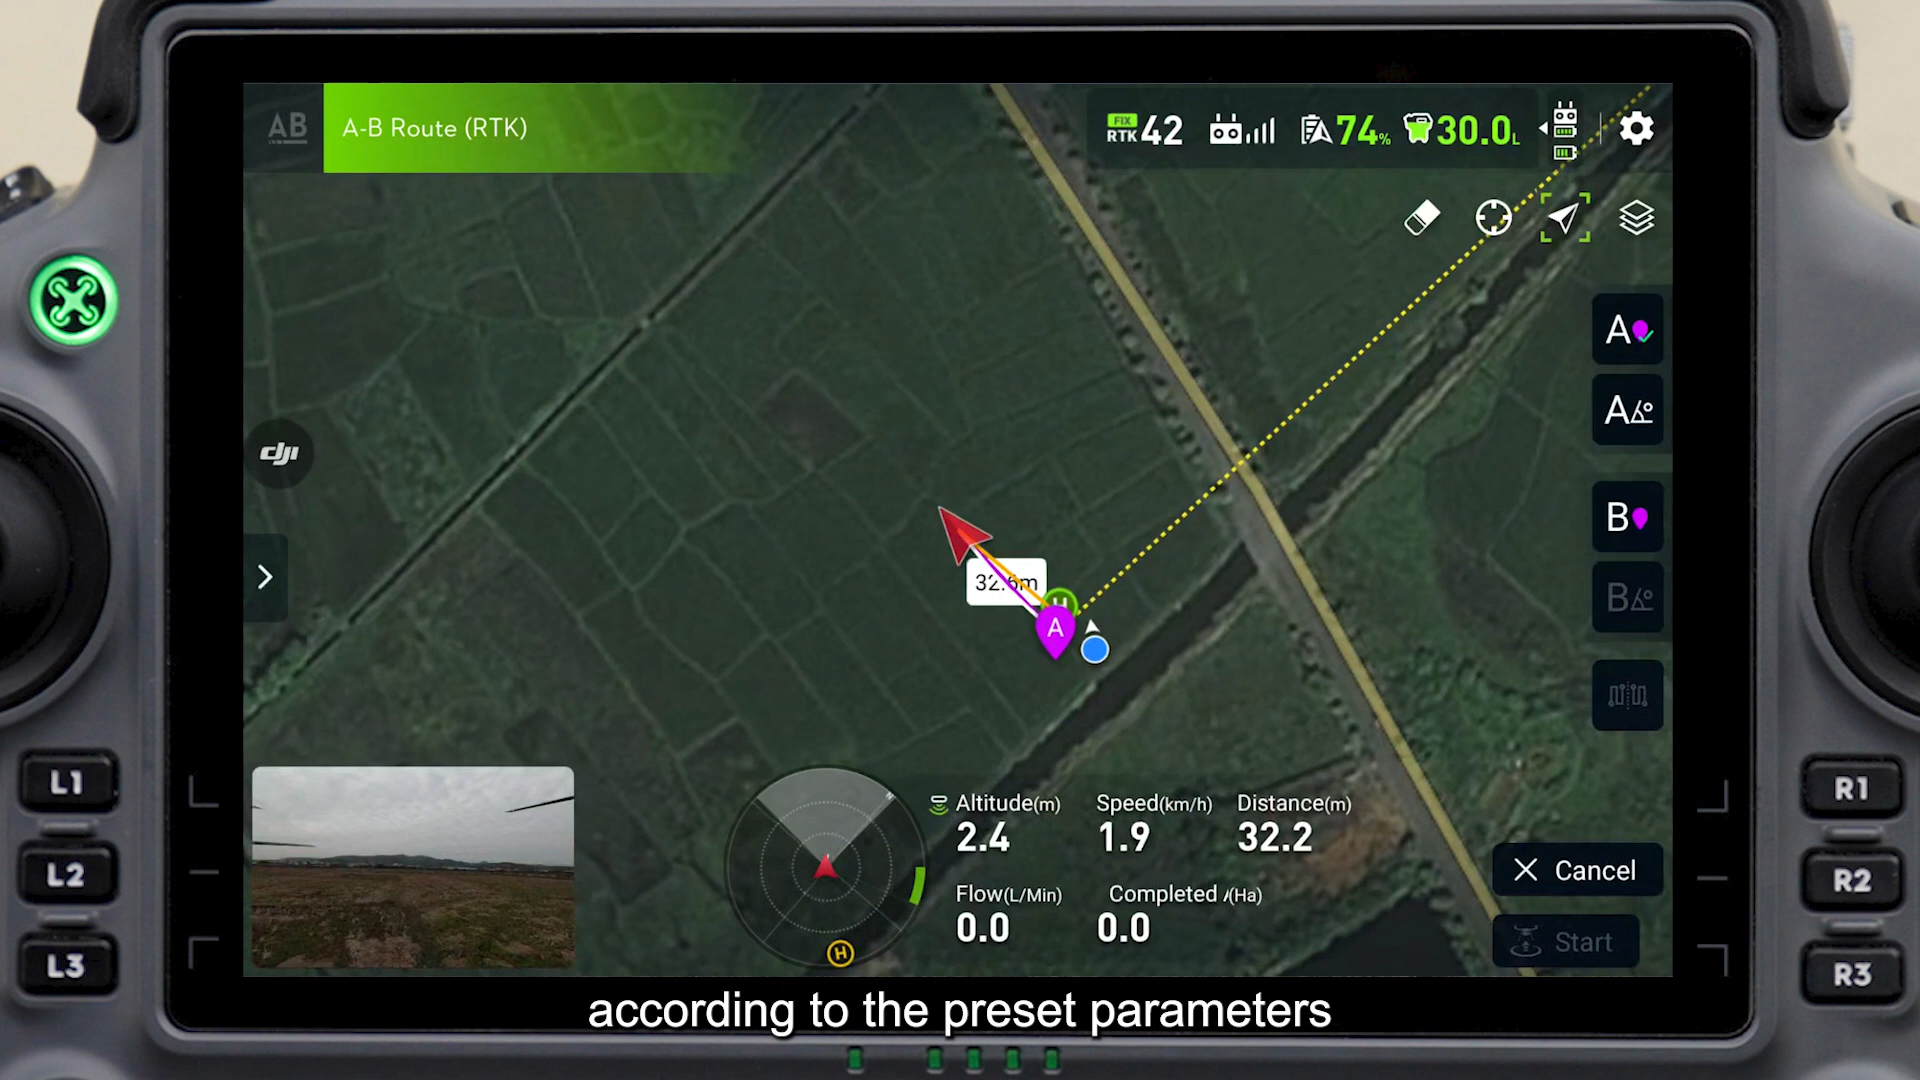 AB
A-B Route (RTK)
FIX
RTK 42
74%
30.0L
A
A
B
B
dji
32.6m
H
A
N
H
Altitude(m)
2.4
Speed(km/h)
1.9
Distance(m)
32.2
Flow(L/Min)
0.0
Completed (Ha)
0.0
Cancel
Start
L1
L2
L3
R1
R2
R3
according to the preset parameters